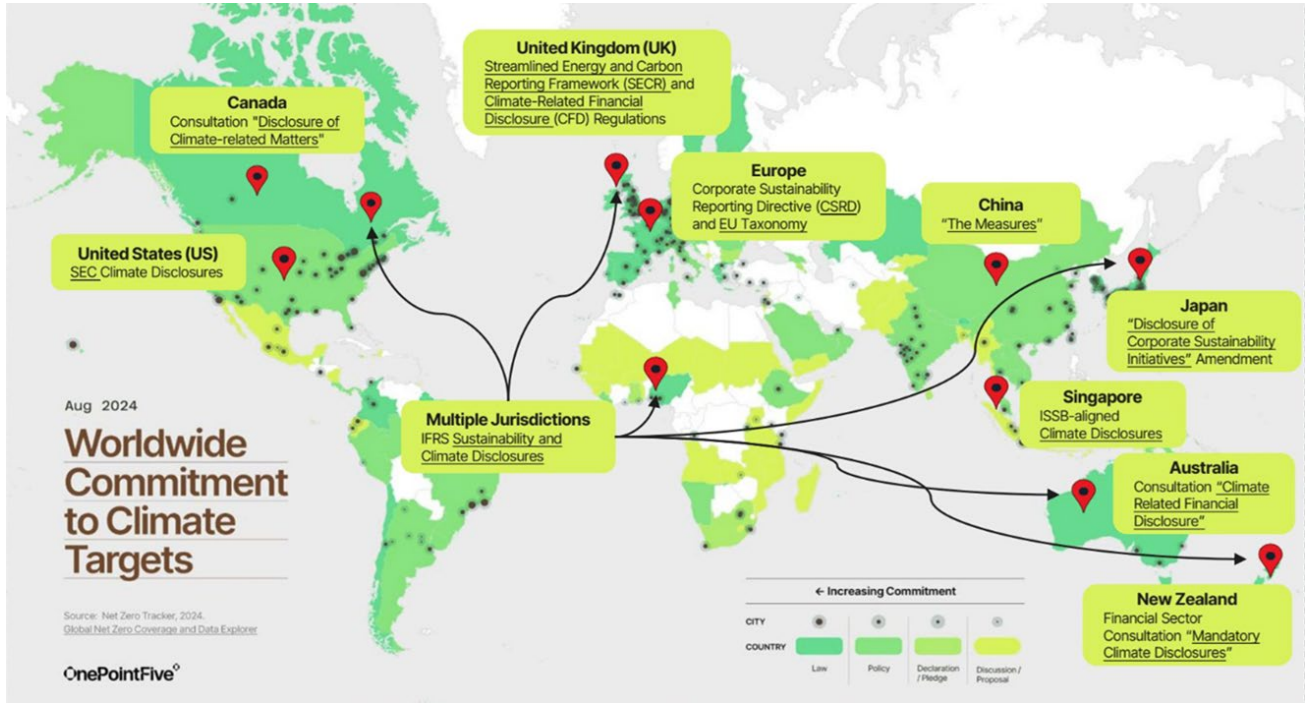 United Kingdom (UK)
Streamlined Energy and Carbon
Reporting Framework (SECR) and
Climate-Related Financial
Disclosure (CFD) Regulations
Canada
Consultation "Disclosure of
Climate-related Matters"
Europe
Corporate Sustainability
Reporting Directive (CSRD)
and EU Taxonomy
China
“The Measures”
United States (US)
SEC Climate Disclosures
Japan
“Disclosure of
Corporate Sustainability
Initiatives” Amendment
Singapore
ISSB-aligned
Climate Disclosures
Multiple Jurisdictions
IFRS Sustainability and
Climate Disclosures
Australia
Consultation “Climate
Related Financial
Disclosure”
New Zealand
Financial Sector
Consultation “Mandatory
Climate Disclosures”
Aug 2024
Worldwide
Commitment
to Climate
Targets
Source: Net Zero Tracker, 2024.
Global Net Zero Coverage and Data Explorer
OnePointFive
← Increasing Commitment
CITY
COUNTRY
Law
Policy
Declaration
/ Pledge
Discussion /
Proposal